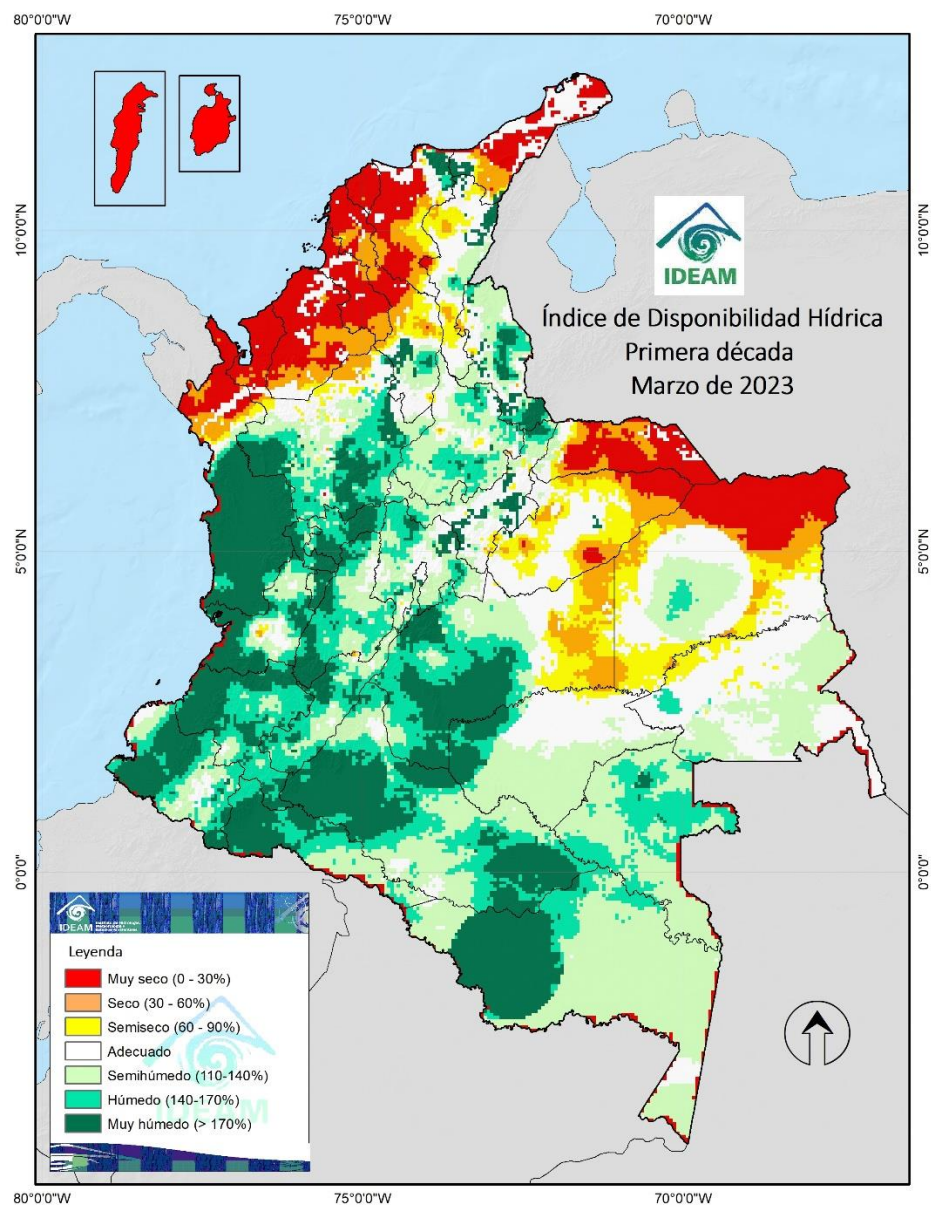 80°0'0"W 75°0'0"W 70°0'0"W
10°0'0"N
10°0'0"N
IDEAM
Índice de Disponibilidad Hídrica
Primera década
Marzo de 2023
5°0'0"N
5°0'0"N
0°0'0"
0°0'0"
IDEAM
Leyenda
Muy seco (0 - 30%)
Seco (30 - 60%)
Semiseco (60 - 90%)
Adecuado
Semihúmedo (110-140%)
Húmedo (140-170%)
Muy húmedo (> 170%)
IDEAM
80°0'0"W 75°0'0"W 70°0'0"W